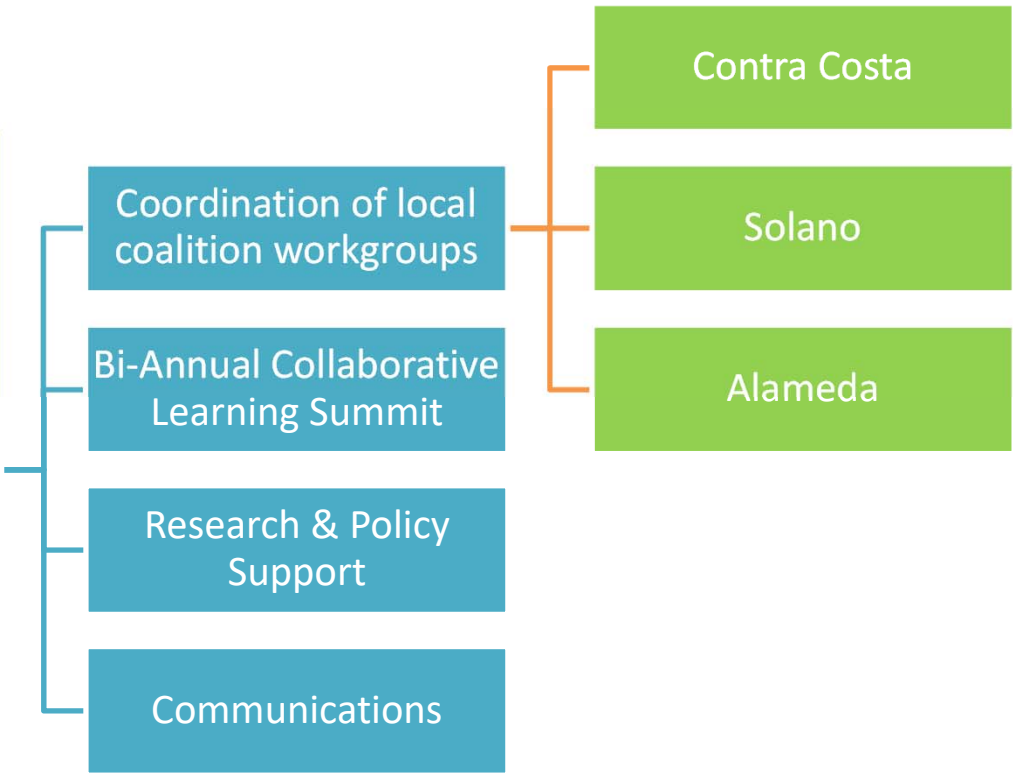 Coordination of local
coalition workgroups
Bi-Annual Collaborative
Learning Summit
Research & Policy
Support
Communications
Contra Costa
Solano
Alameda